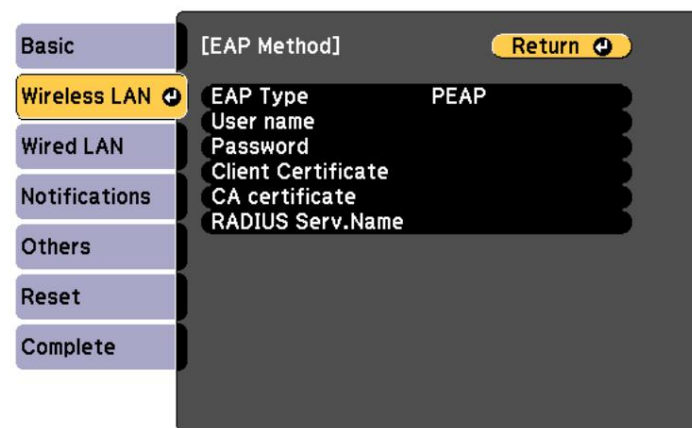 Basic
Wireless LAN
Wired LAN
Notifications
Others
Reset
Complete
[EAP Method]
Return
EAP Type PEAP
User name
Password
Client Certificate
CA certificate
RADIUS Serv.Name